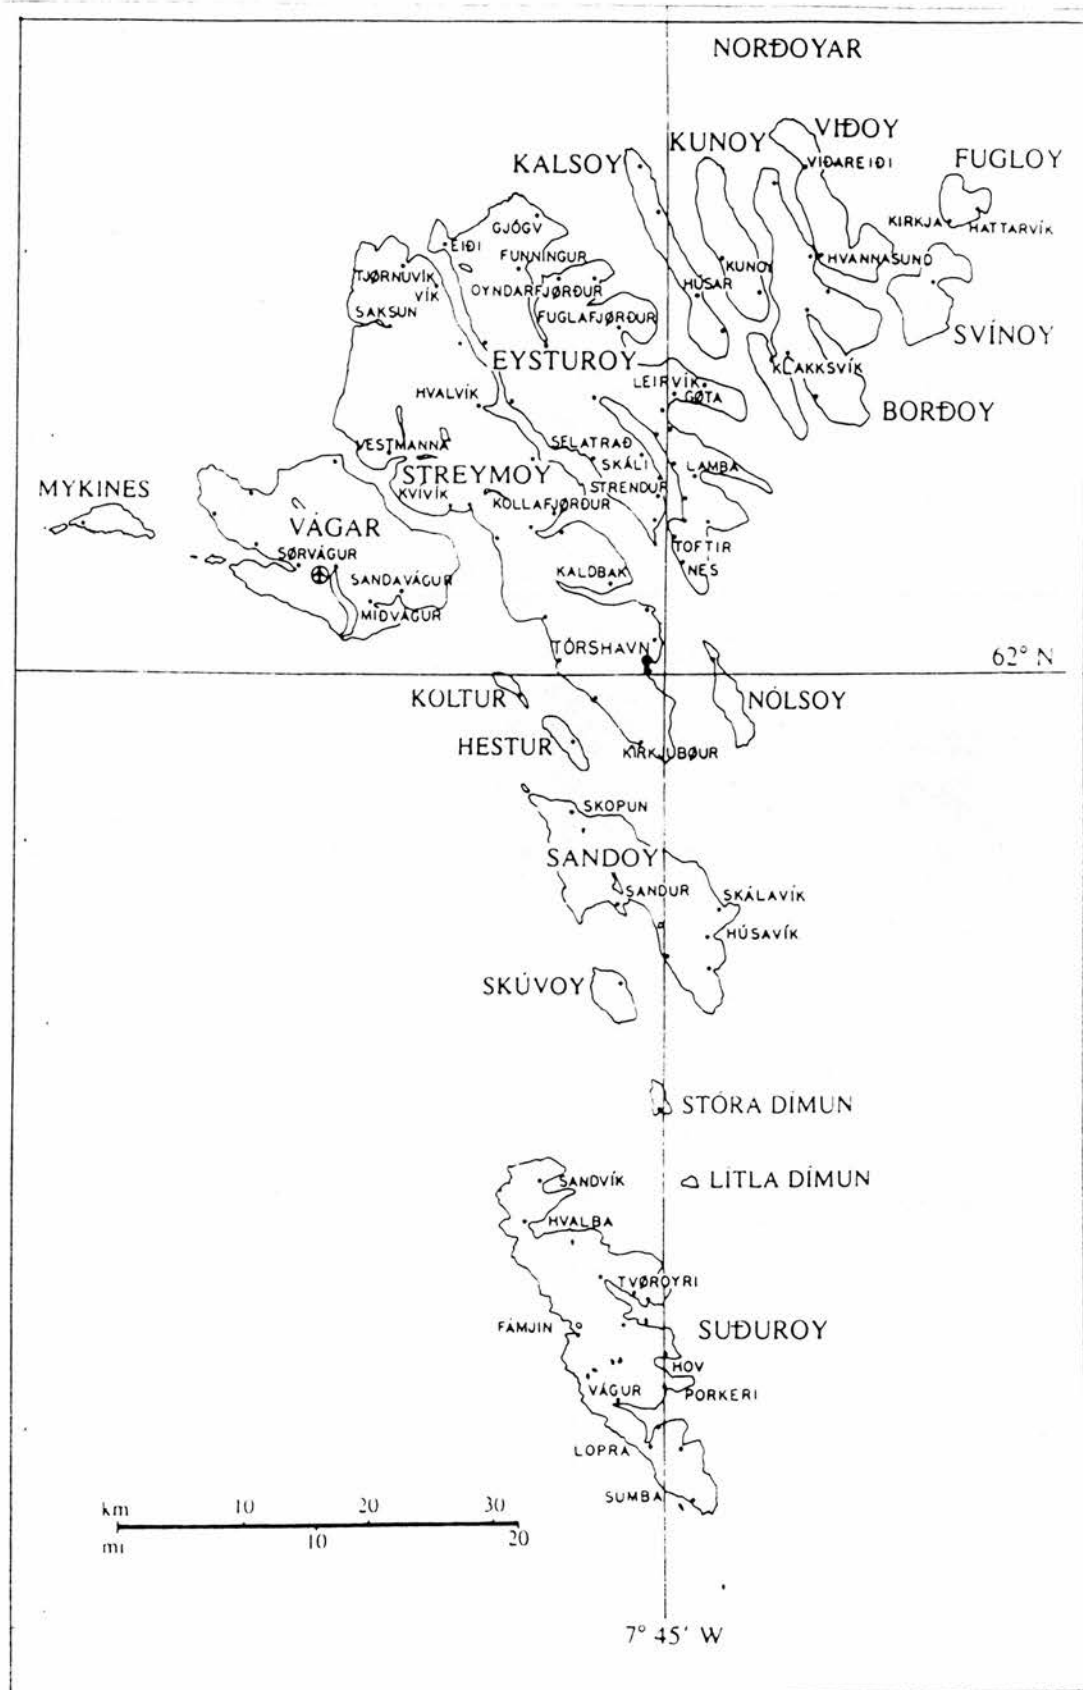 NORÐOYAR
VIÐOY
KUNOY
KALSOY
FUGLOY
VIÐAREIÐI
KIRKJA
HATTARVÍK
GJÓGV
EIÐI
FUNNINGUR
HVANNASUND
KUNOY
TJØRNUVÍK
VÍK
OYNDARFJØRÐUR
HÚSAR
SAKSUN
FUGLAFJØRÐUR
SVÍNOY
EYSTUROY
KLAKKSVÍK
LEIRVÍK
HVALVÍK
GØTA
BORÐOY
SELATRAÐ
VESTMANNA
SKÁLI
LAMBA
STREYMOY
STRENDUR
MYKINES
KVIVÍK
KOLLAFJØRÐUR
VÁGAR
TOFTIR
SØRVÁGUR
NES
KALDBAK
SANDAVÁGUR
MIÐVÁGUR
TÓRSHAVN
62° N
KOLTUR
NÓLSOY
HESTUR
KIRKJUBØUR
SKOPUN
SANDOY
SANDUR
SKÁLAVÍK
HÚSAVÍK
SKÚVOY
STÓRA DÍMUN
SANDVÍK
LÍTLA DÍMUN
HVALBA
TVØROYRI
FÁMJIN
SUÐUROY
HOV
VÁGUR
PORKERI
LOPRA
SUMBA
km 10 20 30
mi 10 20
7° 45' W